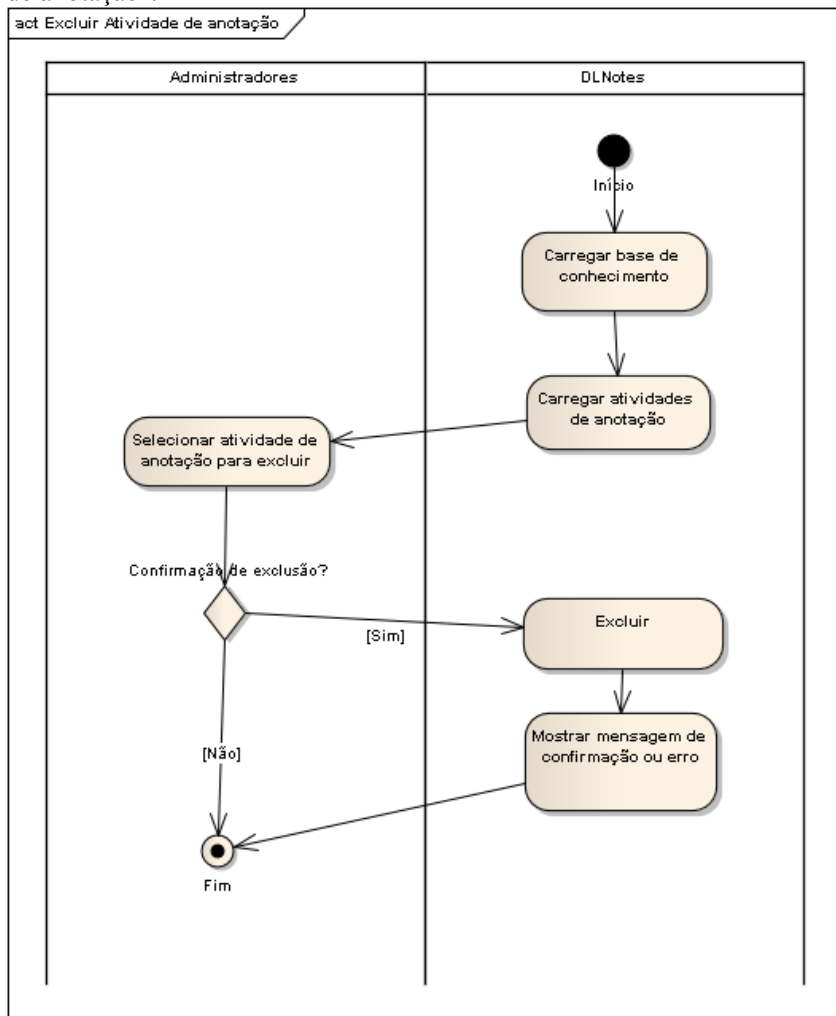 act Excluir Atividade de anotação
Administradores
DLNotes
Início
Carregar base de
conhecimento
Carregar atividades
de anotação
Selecionar atividade de
anotação para excluir
Confirmação de exclusão?
[Sim]
Excluir
Mostrar mensagem de
confirmação ou erro
[Não]
Fim